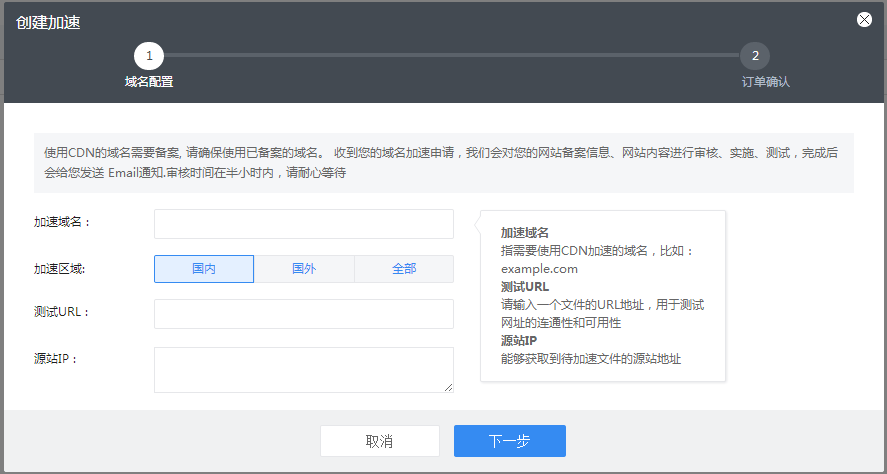 创建加速
1
2
域名配置
订单确认
使用CDN的域名需要备案, 请确保使用已备案的域名。 收到您的域名加速申请，我们会对您的网站备案信息、网站内容进行审核、实施、测试，完成后
会给您发送 Email通知.审核时间在半小时内，请耐心等待
加速域名：
加速区域:
国内
国外
全部
测试URL：
源站IP：
加速域名
指需要使用CDN加速的域名，比如：
example.com
测试URL
请输入一个文件的URL地址，用于测试
网址的连通性和可用性
源站IP
能够获取到待加速文件的源站地址
取消
下一步